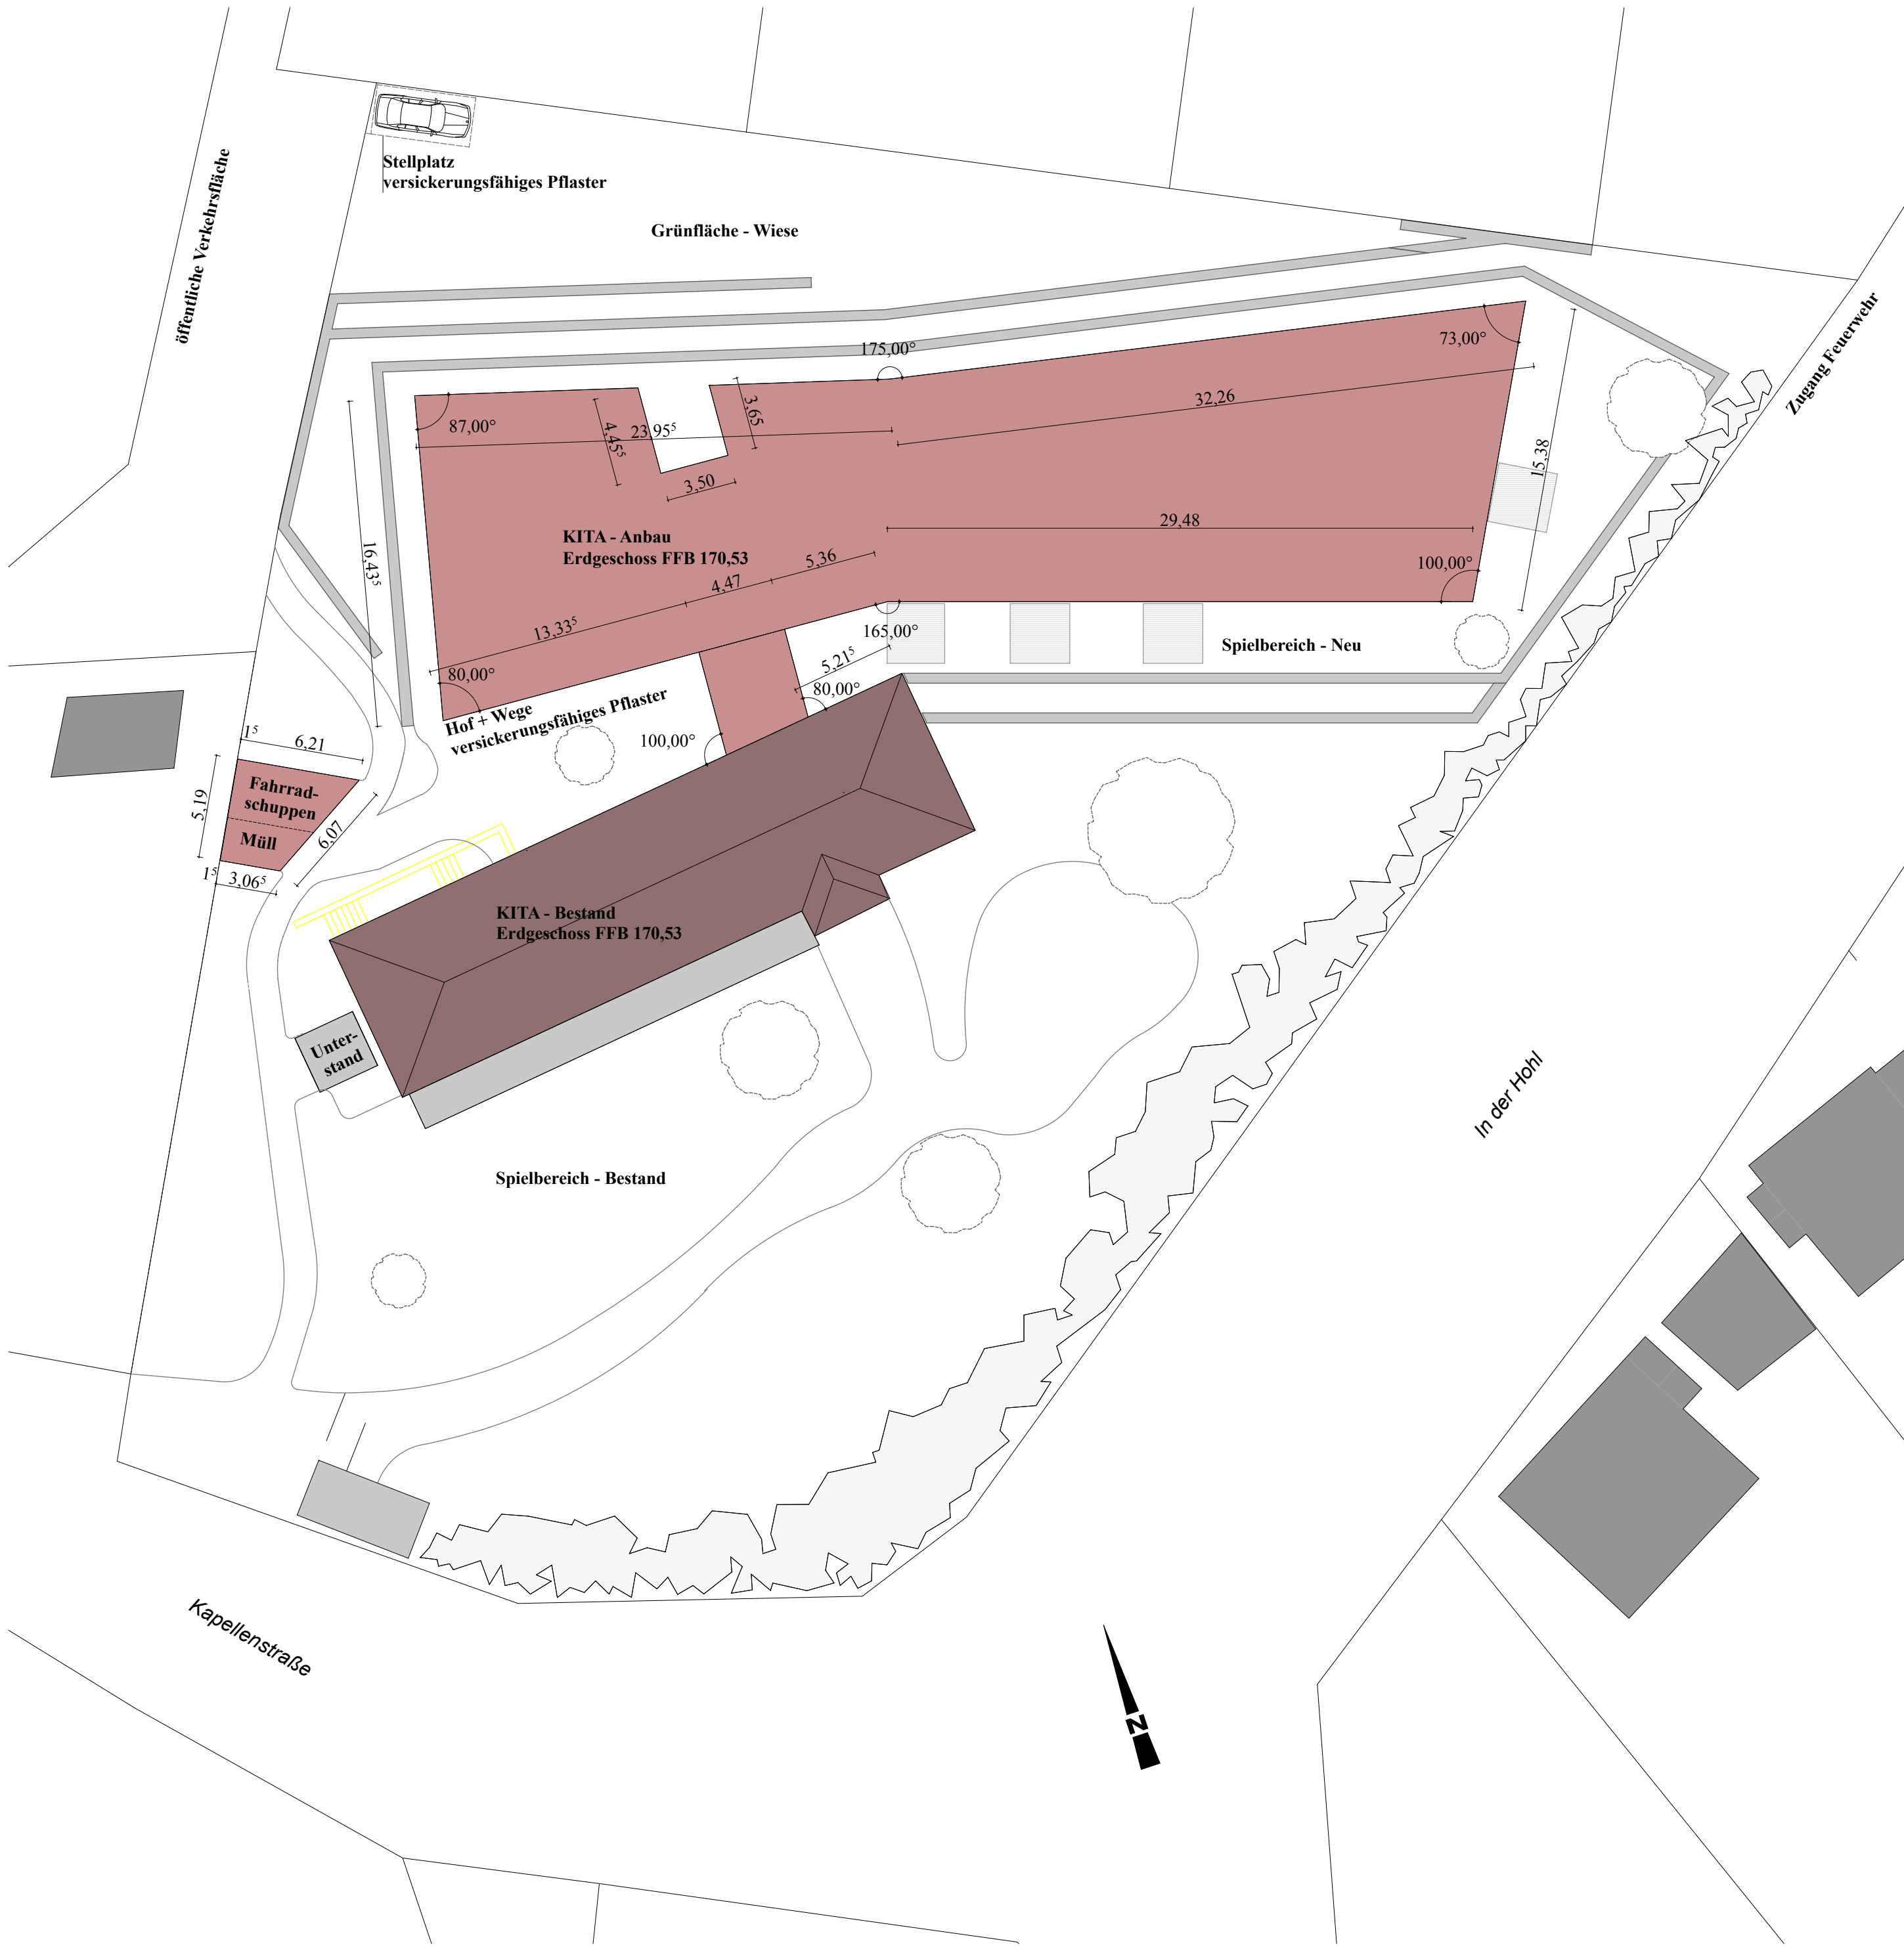 Stellplatz
versickerungsfähiges Pflaster
öffentliche Verkehrsfläche
Grünfläche - Wiese
Zugang Feuerwehr
175,00°
73,00°
87,00°
4,45⁵
23,95⁵
3,65
32,26
3,50
15,38
29,48
KITA - Anbau
Erdgeschoss FFB 170,53
16,43⁵
5,36
4,47
13,33⁵
100,00°
165,00°
Spielbereich - Neu
5,21⁵
80,00°
80,00°
Hof + Wege
versickerungsfähiges Pflaster
100,00°
1⁵
6,21
5,19
Fahrrad-
schuppen
Müll
6,07
1⁵
3,06⁵
KITA - Bestand
Erdgeschoss FFB 170,53
Unter-
stand
Spielbereich - Bestand
In der Hohl
Kapellenstraße
N